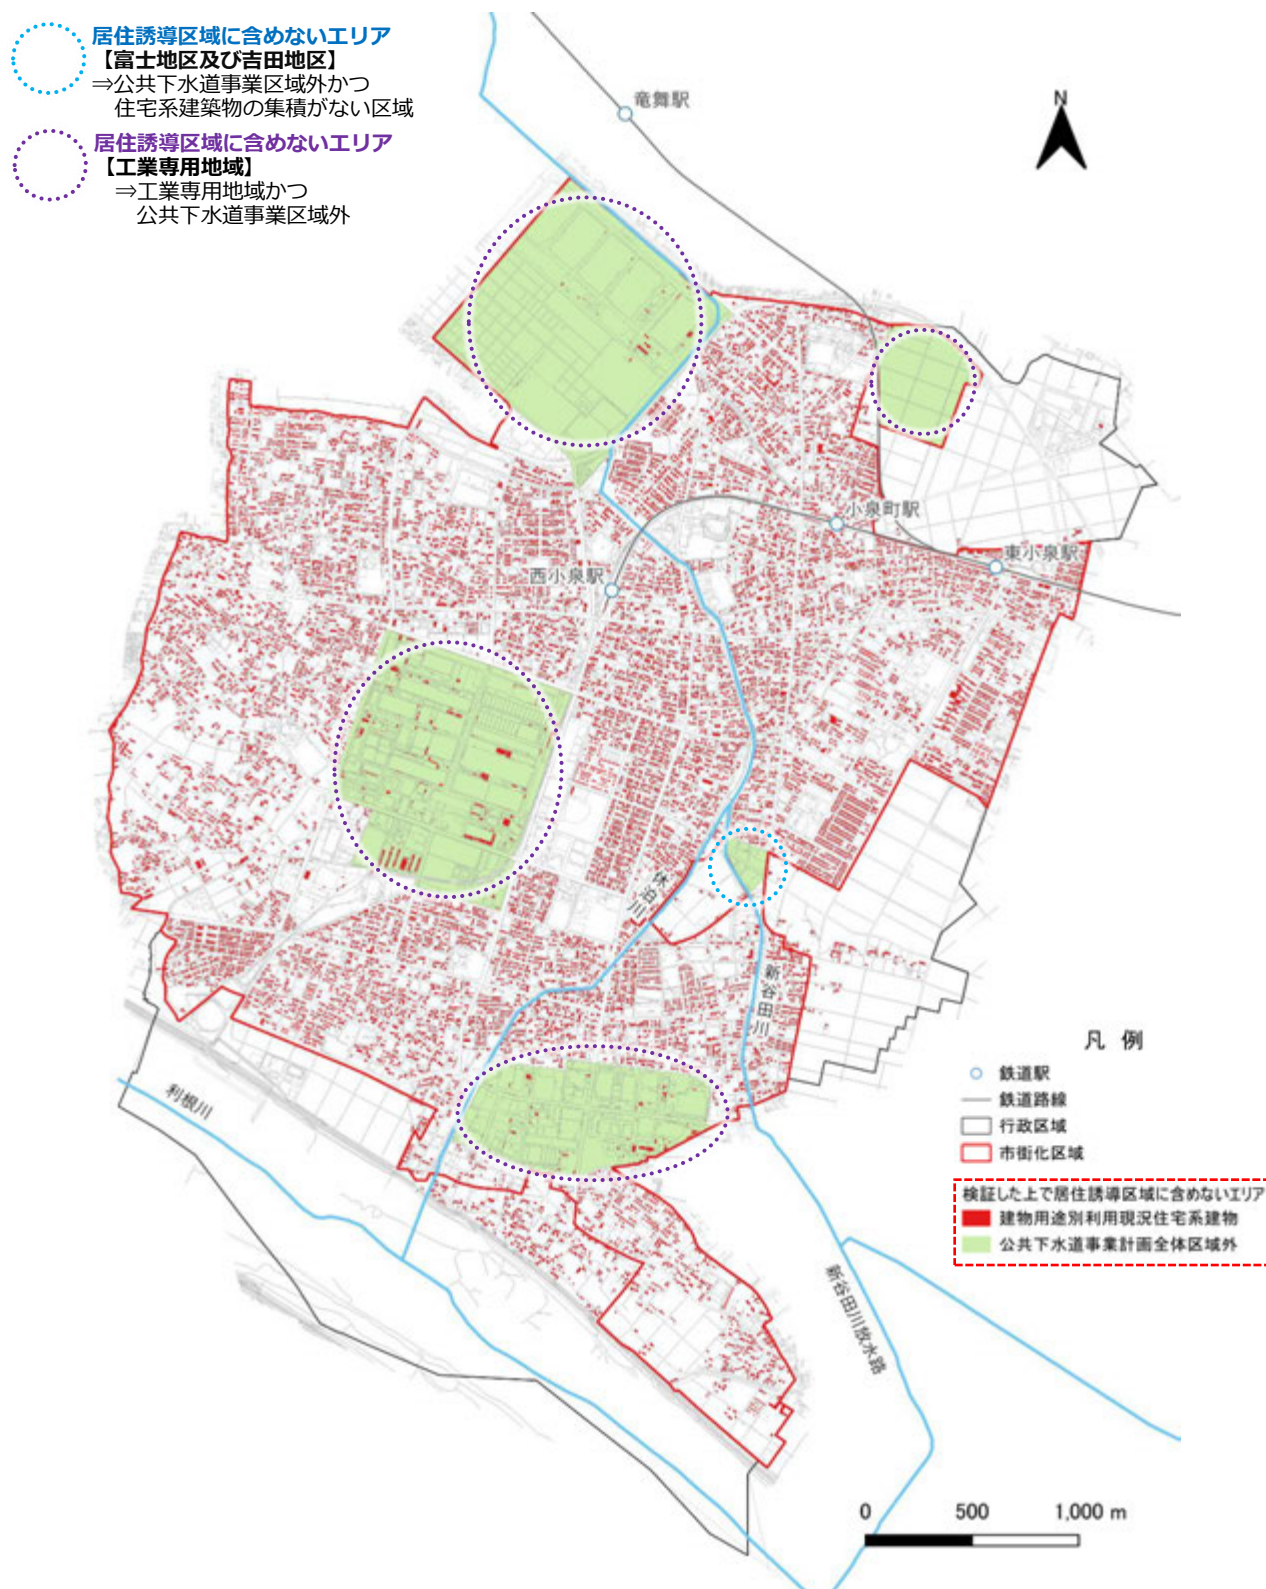 居住誘導区域に含めないエリア
【富士地区及び吉田地区】
⇒公共下水道事業区域外かつ
住宅系建築物の集積がない区域
居住誘導区域に含めないエリア
【工業専用地域】
⇒工業専用地域かつ
公共下水道事業区域外
竜舞駅
N
小泉町駅
東小泉駅
西小泉駅
休泊川
新谷田川
利根川
新谷田川放水路
凡 例
鉄道駅
鉄道路線
行政区域
市街化区域
検証した上で居住誘導区域に含めないエリア
建物用途別利用現況住宅系建物
公共下水道事業計画全体区域外
0 500 1,000 m